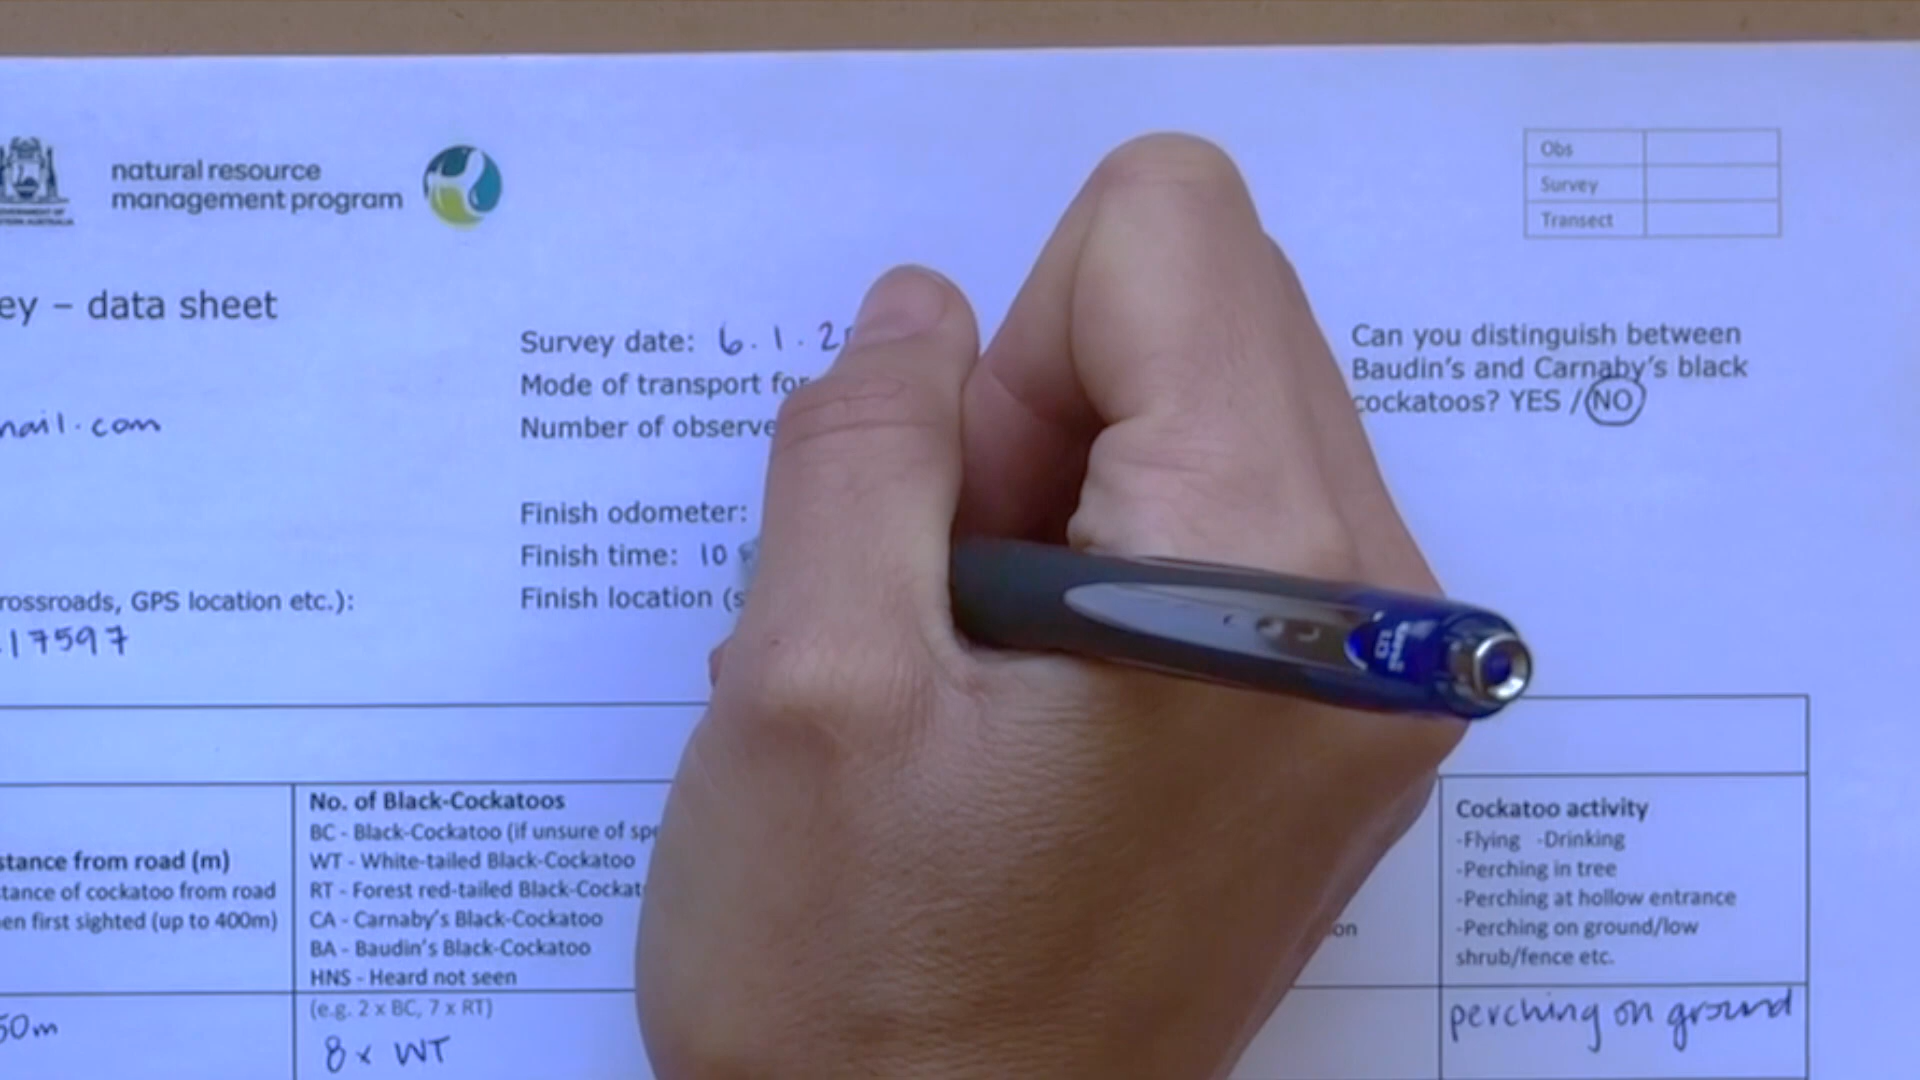 natural resource
management program
Obs
Survey
Transect
ey – data sheet
Survey date: 6.1.2
Mode of transport for
Number of observe
Can you distinguish between
Baudin's and Carnaby's black
cockatoos? YES / NO
mail.com
Finish odometer:
Finish time: 10
Finish location (s
rossroads, GPS location etc.):
17597
stance from road (m)
tance of cockatoo from road
en first sighted (up to 400m)
No. of Black-Cockatoos
BC - Black-Cockatoo (if unsure of spe
WT - White-tailed Black-Cockatoo
RT - Forest red-tailed Black-Cockat
CA - Carnaby's Black-Cockatoo
BA - Baudin's Black-Cockatoo
HNS - Heard not seen
on
Cockatoo activity
-Flying -Drinking
-Perching in tree
-Perching at hollow entrance
-Perching on ground/low
shrub/fence etc.
50m
(e.g. 2 x BC, 7 x RT)
8 x WT
perching on ground
uni